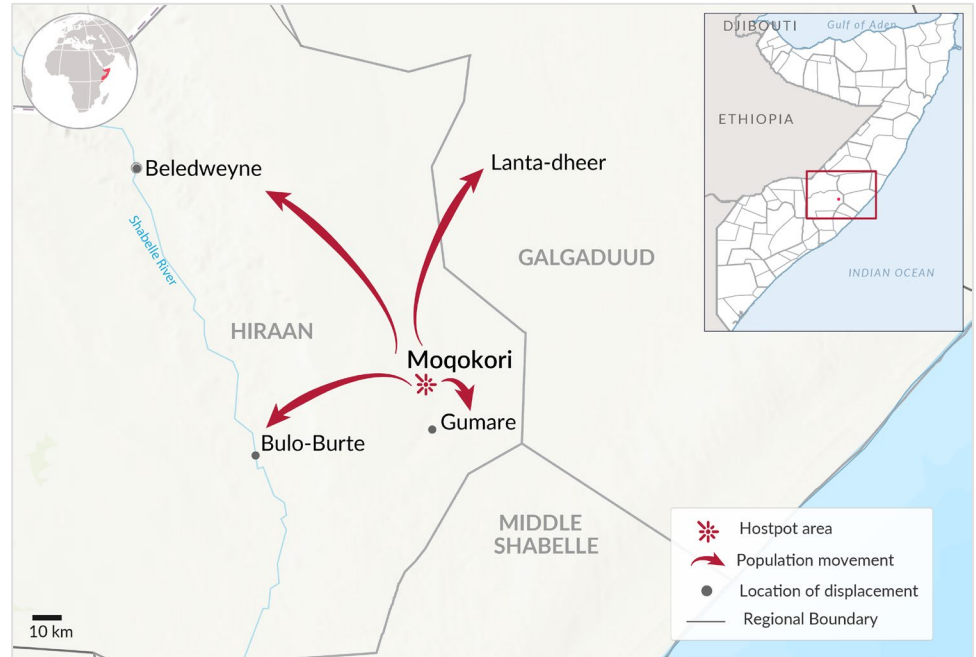 DJIBOUTI
Gulf of Aden
ETHIOPIA
INDIAN OCEAN
Beledweyne
Lanta-dheer
Shabelle River
GALGADUUD
HIRAAN
Moqokori
Gumare
Bulo-Burte
MIDDLE
SHABELLE
Hostpot area
Population movement
Location of displacement
Regional Boundary
10 km